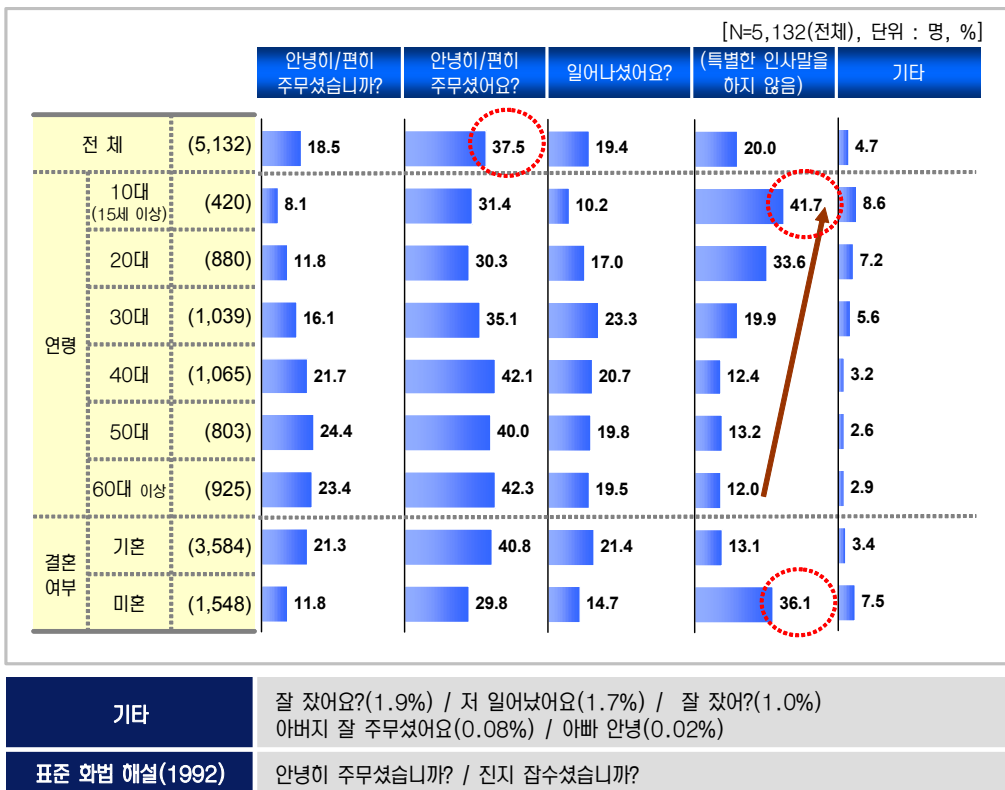 [N=5,132(전체), 단위 : 명, %]
안녕히/편히 주무셨습니까? 안녕히/편히 주무셨어요? 일어나셨어요? (특별한 인사말을 하지 않음) 기타
전 체 (5,132) 18.5 37.5 19.4 20.0 4.7
연령
10대 (15세 이상) (420) 8.1 31.4 10.2 41.7 8.6
20대 (880) 11.8 30.3 17.0 33.6 7.2
30대 (1,039) 16.1 35.1 23.3 19.9 5.6
40대 (1,065) 21.7 42.1 20.7 12.4 3.2
50대 (803) 24.4 40.0 19.8 13.2 2.6
60대 이상 (925) 23.4 42.3 19.5 12.0 2.9
결혼 여부
기혼 (3,584) 21.3 40.8 21.4 13.1 3.4
미혼 (1,548) 11.8 29.8 14.7 36.1 7.5
기타
잘 잤어요?(1.9%) / 저 일어났어요(1.7%) / 잘 잤어?(1.0%)
아버지 잘 주무셨어요(0.08%) / 아빠 안녕(0.02%)
표준 화법 해설(1992)
안녕히 주무셨습니까? / 진지 잡수셨습니까?